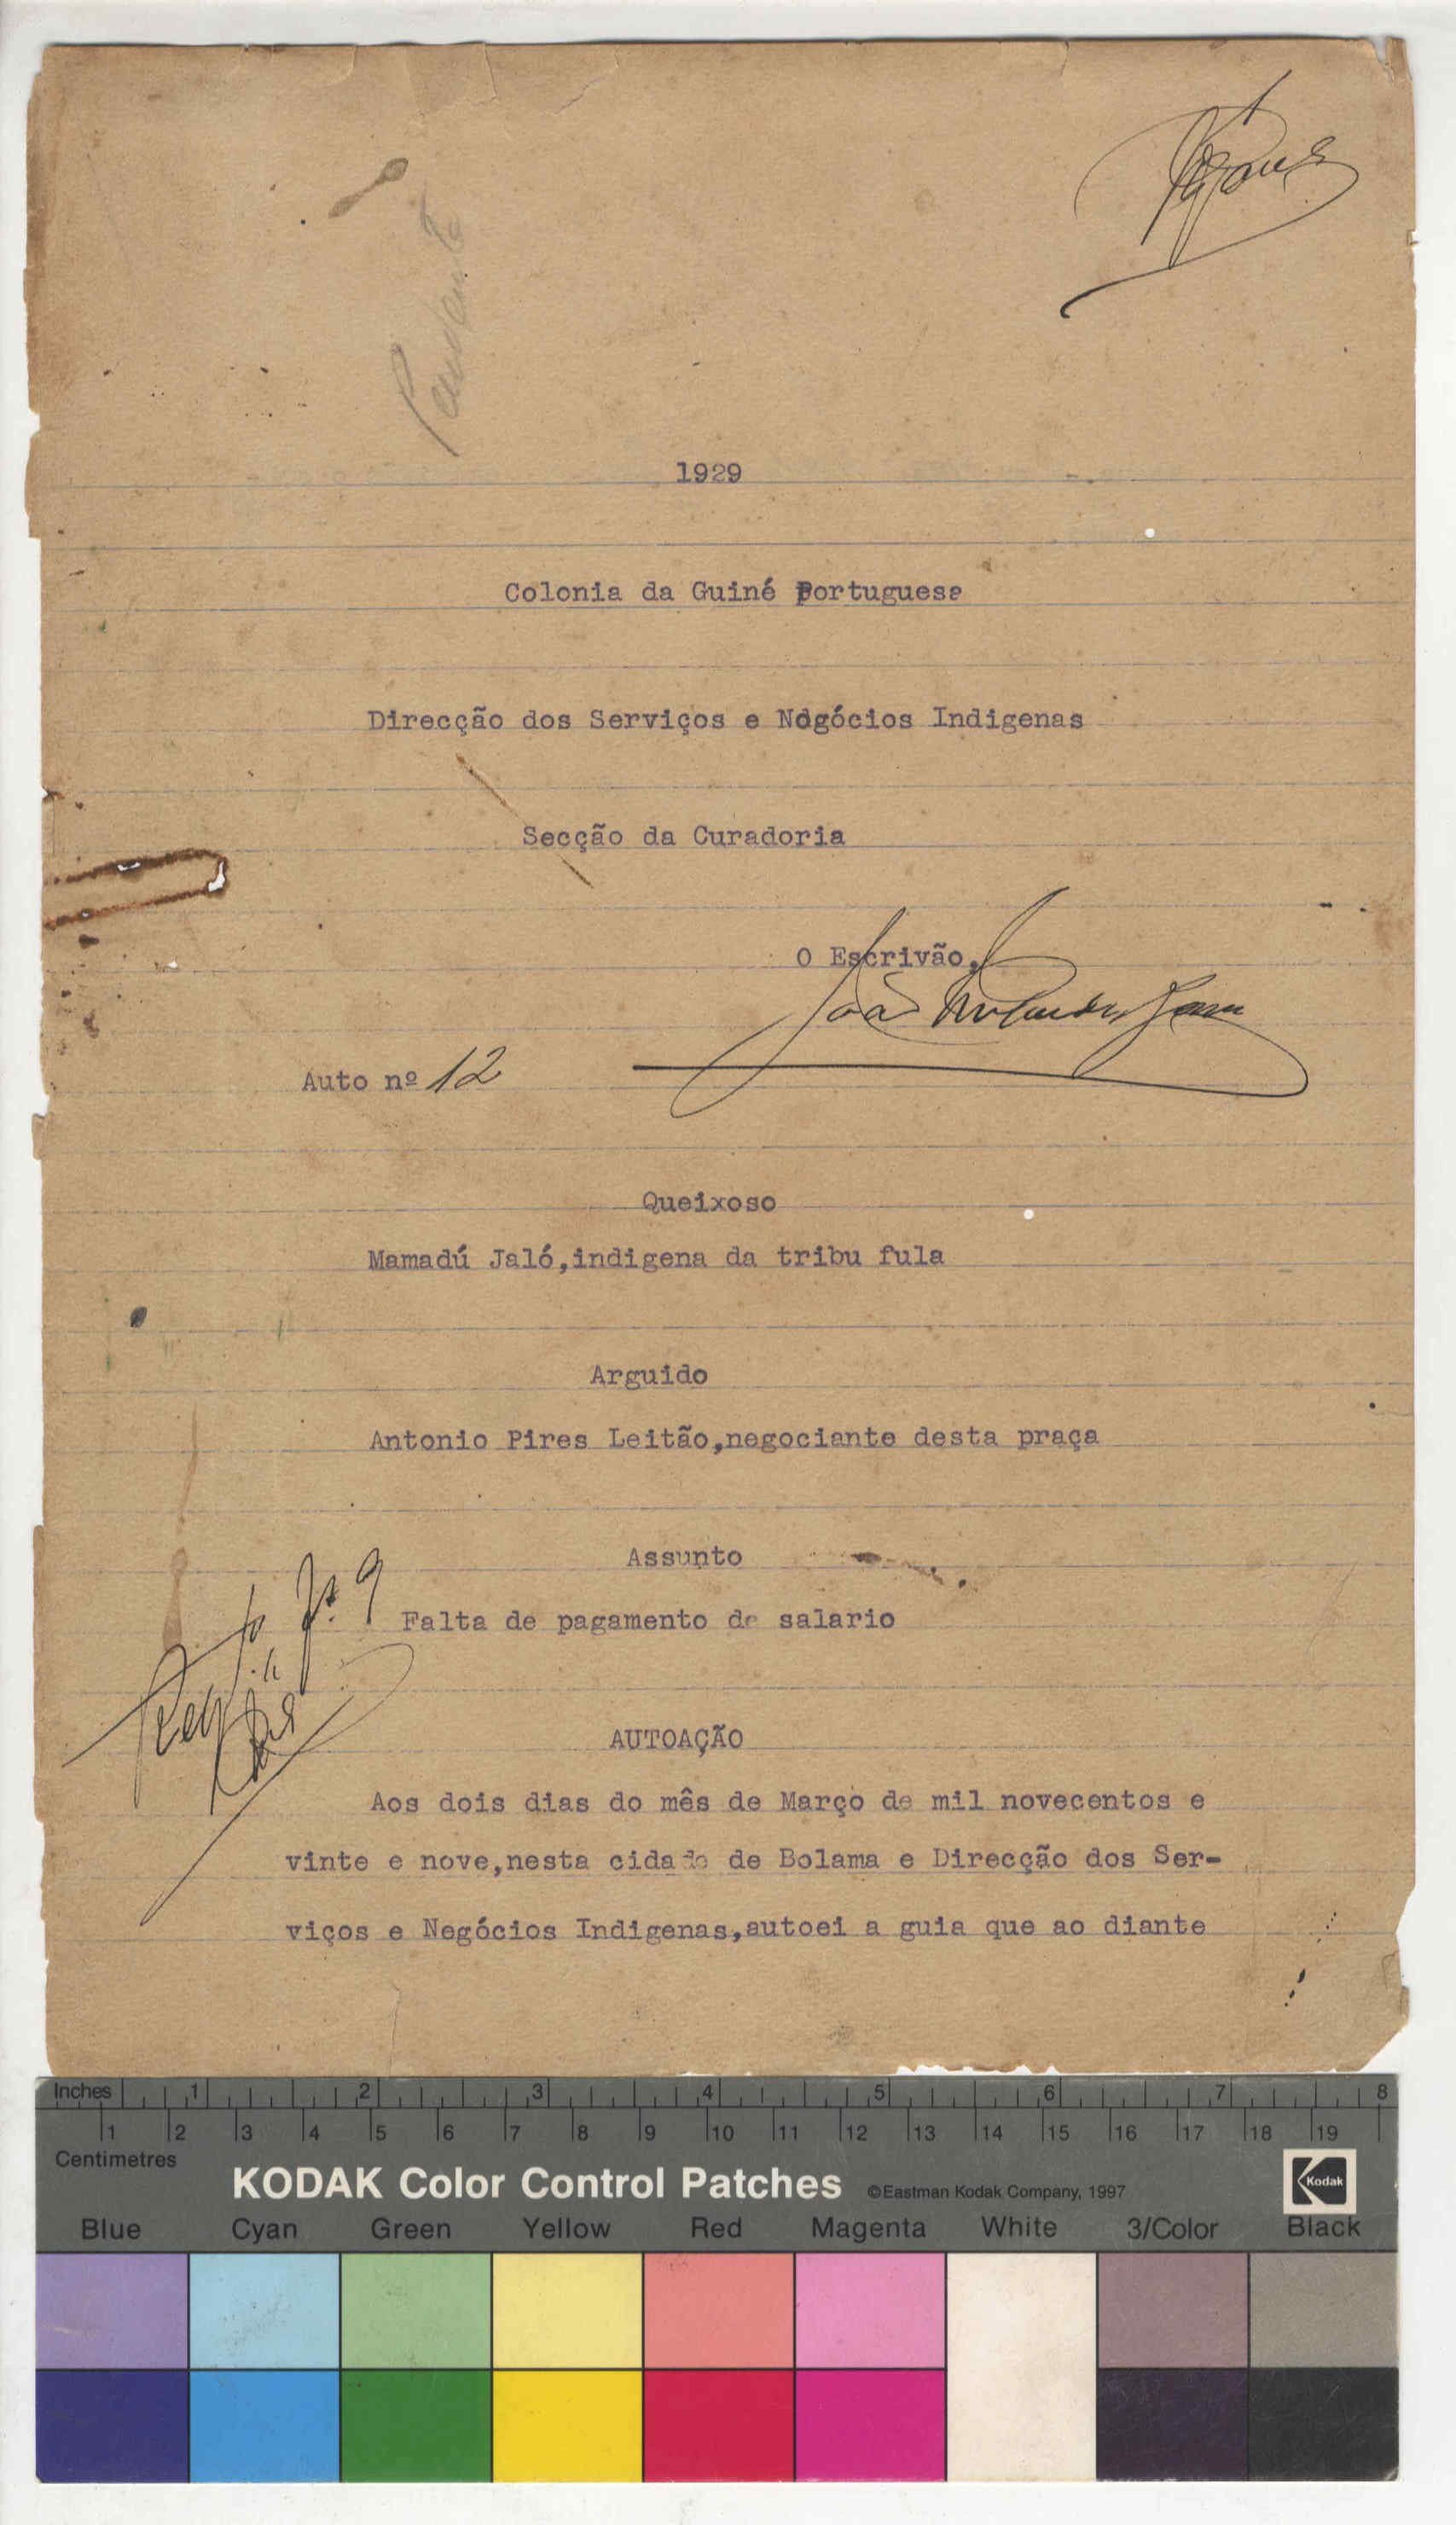 Pendente
1929
Colonia da Guiné Portuguesa
Direcção dos Serviços e Nogócios Indigenas
Secção da Curadoria
O Escrivão,
Auto nº 12
Queixoso
Mamadú Jaló,indigena da tribu fula
Arguido
Antonio Pires Leitão,negociante desta praça
Assunto
Falta de pagamento de salario
AUTOAÇÃO
Aos dois dias do mês de Março de mil novecentos e
vinte e nove,nesta cidade de Bolama e Direcção dos Ser-
viços e Negócios Indigenas,autoei a guia que ao diante
Inches 1 2 3 4 5 6 7 8
1 2 3 4 5 6 7 8 9 10 11 12 13 14 15 16 17 18 19
Centimetres
KODAK Color Control Patches ©Eastman Kodak Company, 1997 Kodak
Blue Cyan Green Yellow Red Magenta White 3/Color Black